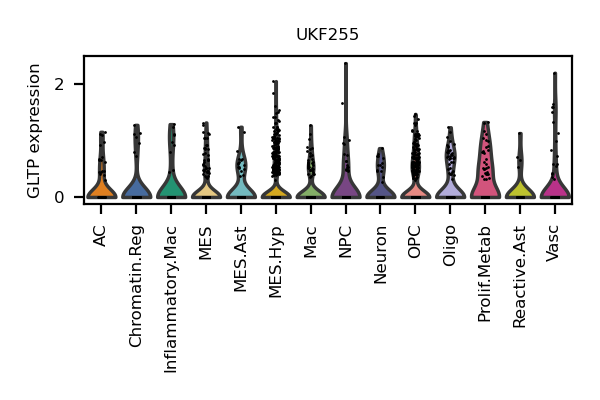 UKF255
GLTP expression
2
0
AC
Chromatin.Reg
Inflammatory.Mac
MES
MES.Ast
MES.Hyp
Mac
NPC
Neuron
OPC
Oligo
Prolif.Metab
Reactive.Ast
Vasc